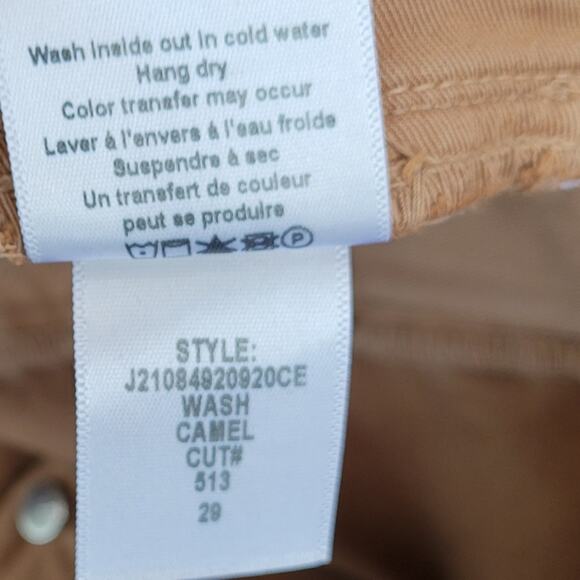 Wash inside out in cold water
Hang dry
Color transfer may occur
Laver à l'envers à l'eau froide
Suspendre à sec
Un transfert de couleur
peut se produire
P
STYLE:
J21084920920CE
WASH
CAMEL
CUT#
513
29